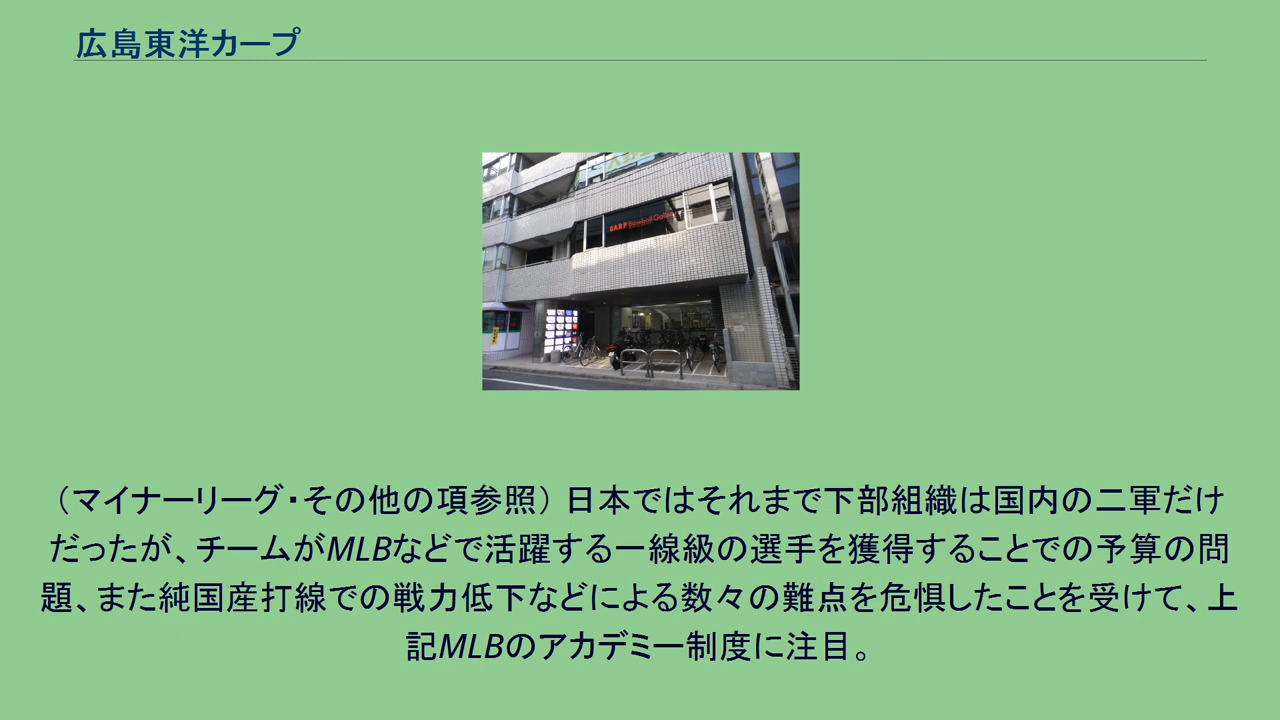 広島東洋カープ
CARP Baseball Gallery
（マイナーリーグ・その他の項参照） 日本ではそれまで下部組織は国内の二軍だけ
だったが、チームがMLBなどで活躍する一線級の選手を獲得することでの予算の問
題、また純国産打線での戦力低下などによる数々の難点を危惧したことを受けて、上
記MLBのアカデミー制度に注目。